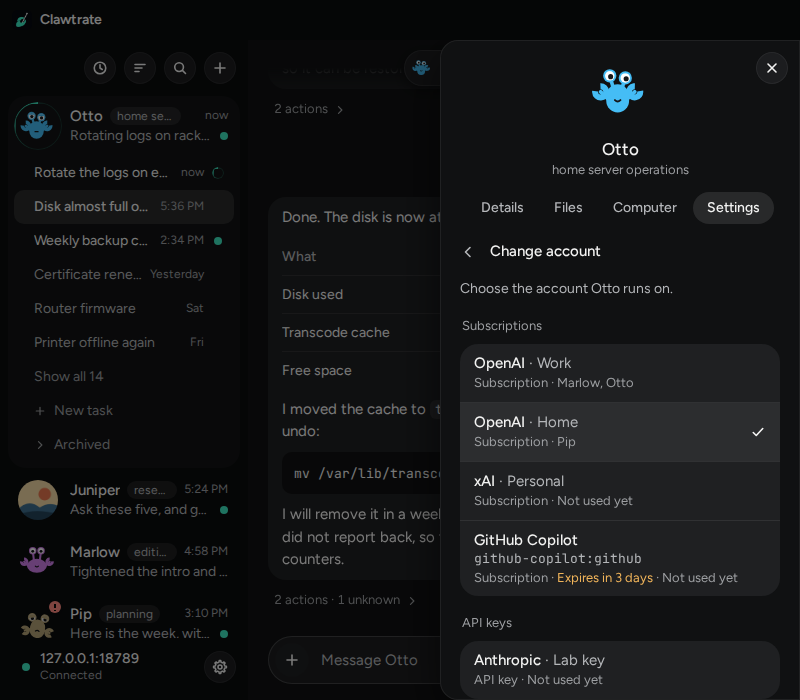 Clawtrate
Otto home se... now
Rotating logs on rack...
Rotate the logs on e... now
Disk almost full o... 5:36 PM
Weekly backup c... 2:34 PM
Certificate rene... Yesterday
Router firmware Sat
Printer offline again Fri
Show all 14
+ New task
Archived
Juniper rese... 5:24 PM
Ask these five, and g...
Marlow editi... 4:58 PM
Tightened the intro and ...
Pip planning 3:10 PM
Here is the week. wit...
127.0.0.1:18789
Connected
2 actions
Done. The disk is now at
What
Disk used
Transcode cache
Free space
I moved the cache to
undo:
mv /var/lib/transco
I will remove it in a week
did not report back, so
counters.
2 actions · 1 unknown
Message Otto
Otto
home server operations
Details Files Computer Settings
Change account
Choose the account Otto runs on.
Subscriptions
OpenAI · Work
Subscription · Marlow, Otto
OpenAI · Home
Subscription · Pip
xAI · Personal
Subscription · Not used yet
GitHub Copilot
github-copilot:github
Subscription · Expires in 3 days · Not used yet
API keys
Anthropic · Lab key
API key · Not used yet